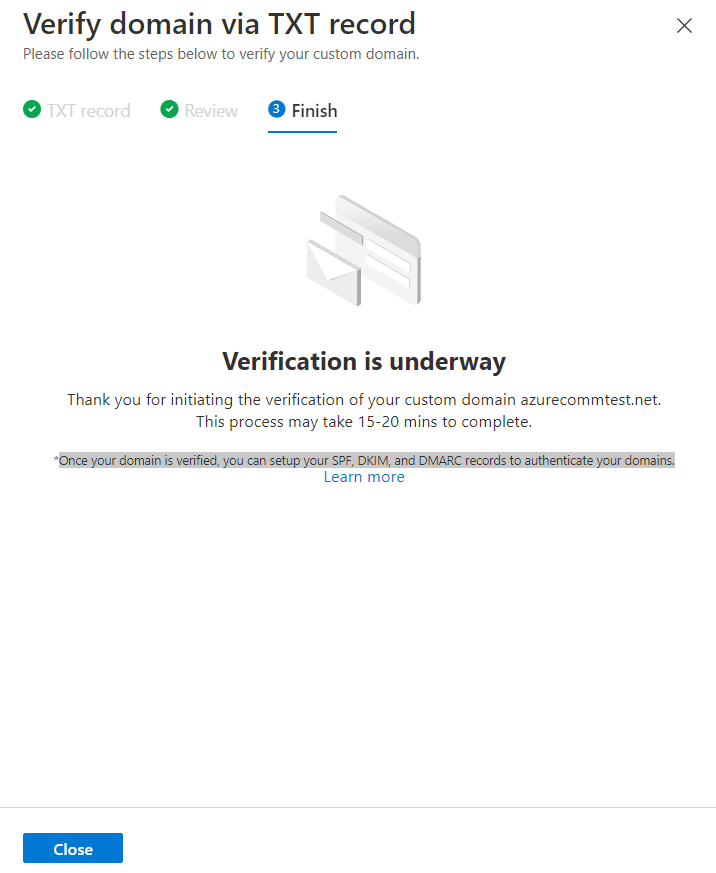 Verify domain via TXT record
Please follow the steps below to verify your custom domain.
TXT record Review 3 Finish
Verification is underway
Thank you for initiating the verification of your custom domain azurecommtest.net.
This process may take 15-20 mins to complete.
*Once your domain is verified, you can setup your SPF, DKIM, and DMARC records to authenticate your domains.
Learn more
Close